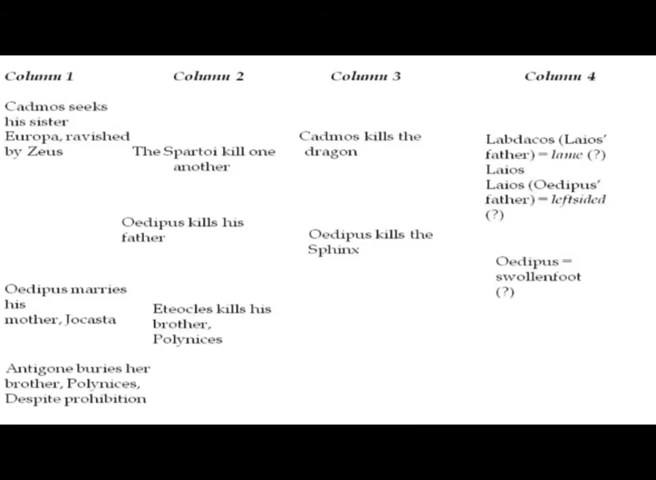 Column 1
Column 2
Column 3
Column 4
Cadmos seeks
his sister
Europa, ravished
by Zeus
The Spartoi kill one
another
Cadmos kills the
dragon
Labdacos (Laios'
father) = lame (?)
Laios
Laios (Oedipus'
father) = leftsided
(?)
Oedipus kills his
father
Oedipus kills the
Sphinx
Oedipus =
swollenfoot
(?)
Oedipus marries
his
mother, Jocasta
Eteocles kills his
brother,
Polynices
Antigone buries her
brother, Polynices,
Despite prohibition